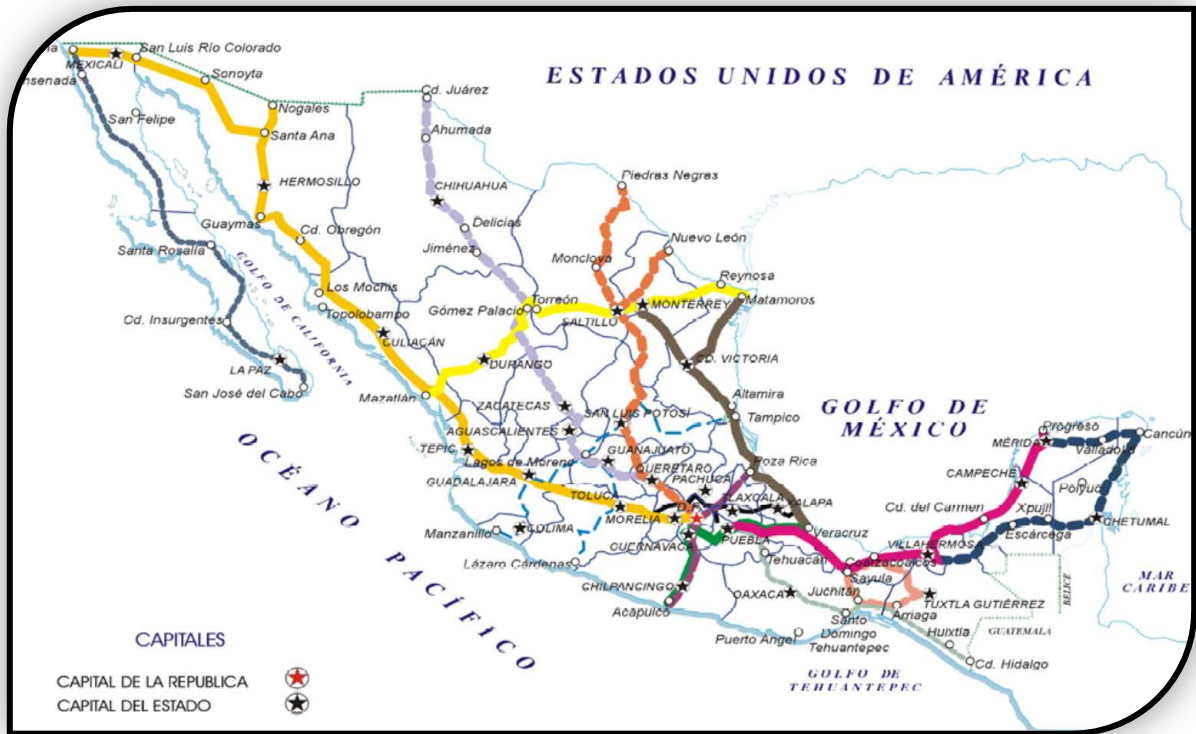 San Luis Río Colorado
MEXICALI
Sonoyta
ESTADOS UNIDOS DE AMÉRICA
nsenada
Cd. Juárez
Nogales
San Felipe
Santa Ana
Ahumada
HERMOSILLO
CHIHUAHUA
Piedras Negras
Guaymas
Cd. Obregón
Delicias
Santa Rosalía
Jiménez
Nuevo León
Monclova
GOLFO DE CALIFORNIA
Reynosa
Los Mochis
Torreón
Matamoros
Gómez Palacio
MONTERREY
Topolobampo
SALTILLO
Cd. Insurgentes
CULIACÁN
CD. VICTORIA
LA PAZ
DURANGO
San José del Cabo
Mazatlán
Altamira
ZACATECAS
SAN LUIS POTOSÍ
Tampico
GOLFO DE
MÉXICO
AGUASCALIENTES
Progreso
Cancún
MÉRIDA
Valladolid
TEPIC
GUANAJUATO
Lagos de Moreno
Poza Rica
QUERÉTARO
CAMPECHE
GUADALAJARA
PACHUCA
Polyuc
TOLUCA
TLAXCALA
XALAPA
Cd. del Carmen
Xpujil
D.F.
MORELIA
CHETUMAL
Manzanillo
COLIMA
Veracruz
Escárcega
PUEBLA
VILLAHERMOSA
CUERNAVACA
Tehuacán
Coatzacoalcos
Lázaro Cárdenas
Sayula
MAR
CARIBE
CHILPANCINGO
OAXACA
Juchitán
BELICE
Acapulco
TUXTLA GUTIÉRREZ
Arriaga
Santo
Domingo
Tehuantepec
Puerto Angel
Huixtla
GUATEMALA
Cd. Hidalgo
OCÉANO PACÍFICO
GOLFO DE
TEHUANTEPEC
CAPITALES
CAPITAL DE LA REPUBLICA
CAPITAL DEL ESTADO